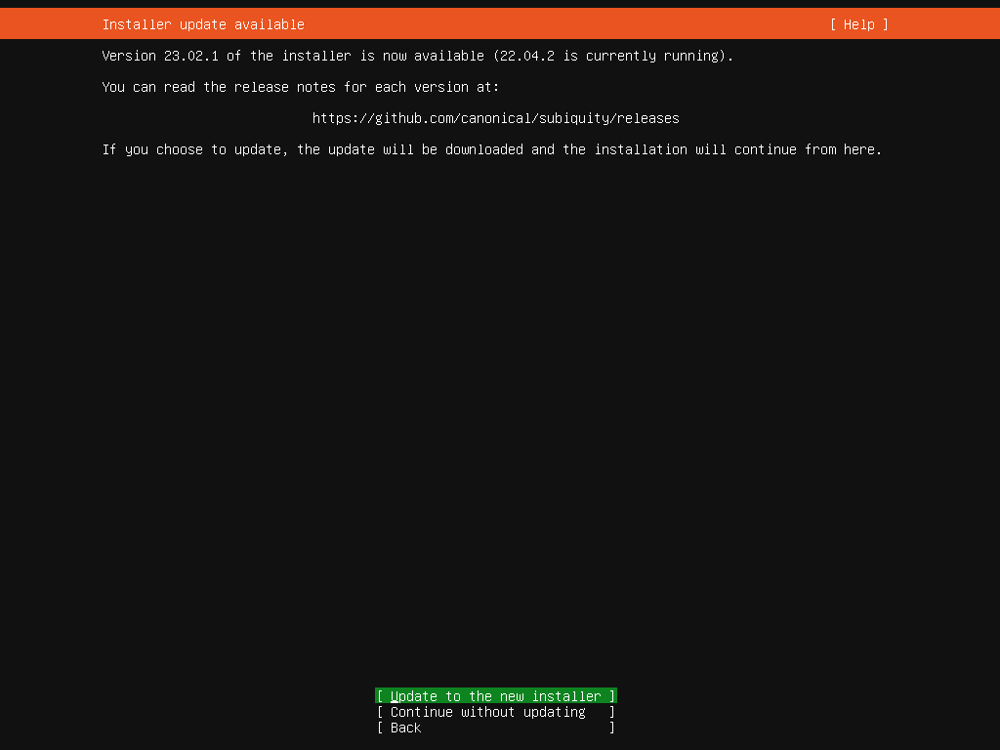 Installer update available [ Help ]
Version 23.02.1 of the installer is now available (22.04.2 is currently running).
You can read the release notes for each version at:
https://github.com/canonical/subiquity/releases
If you choose to update, the update will be downloaded and the installation will continue from here.
[ Update to the new installer ]
[ Continue without updating ]
[ Back ]